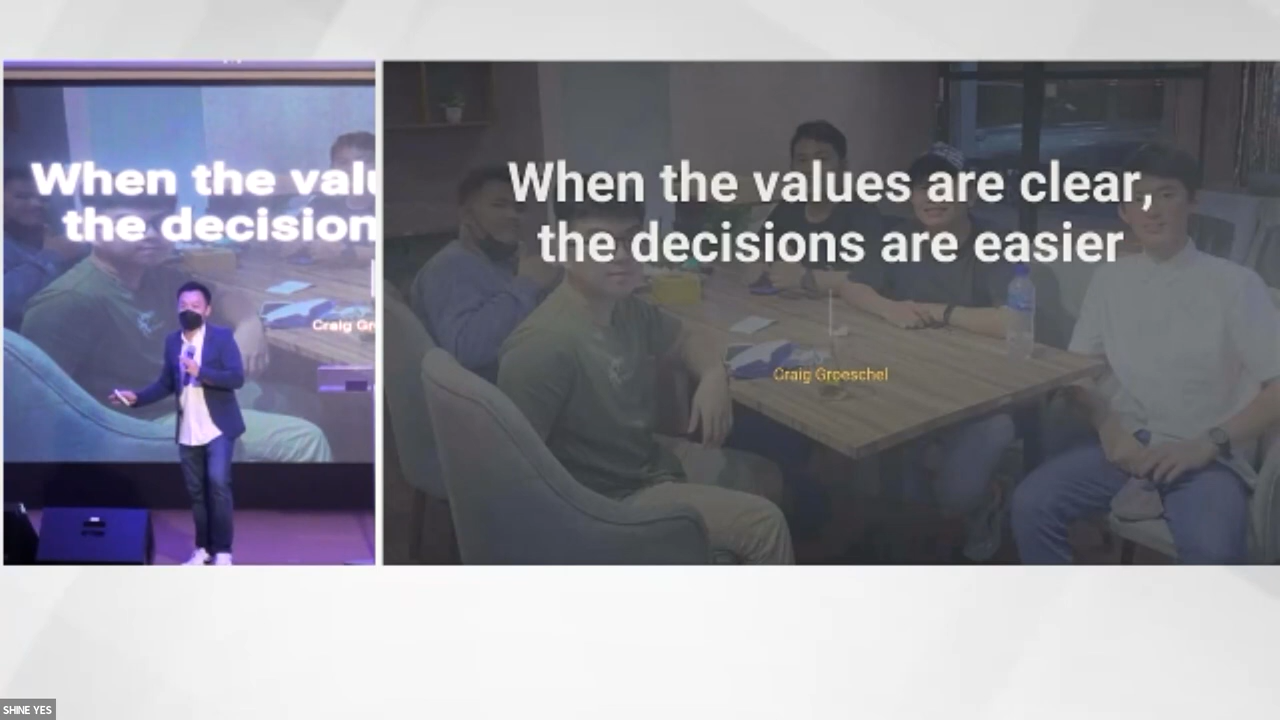 When the valu
the decision
Craig Gr
When the values are clear,
the decisions are easier
Craig Groeschel
SHINE YES